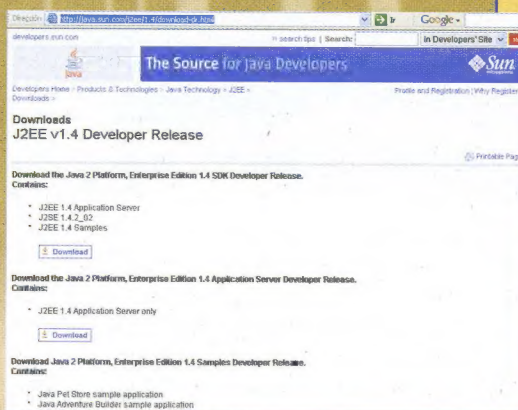 Dirección http://java.sun.com/j2ee/1.4/download-dr.html Ir Google
developers.sun.com » search tips | Search: in Developers' Site
Java The Source for Java Developers Sun
Developers Home > Products & Technologies > Java Technology > J2EE > Profile and Registration | Why Register
Downloads >
Downloads
J2EE v1.4 Developer Release
Printable Pag
Download the Java 2 Platform, Enterprise Edition 1.4 SDK Developer Release.
Contains:
• J2EE 1.4 Application Server
• J2SE 1.4.2_02
• J2EE 1.4 Samples
Download
Download the Java 2 Platform, Enterprise Edition 1.4 Application Server Developer Release.
Contains:
• J2EE 1.4 Application Server only
Download
Download Java 2 Platform, Enterprise Edition 1.4 Samples Developer Release.
Contains:
• Java Pet Store sample application
• Java Adventure Builder sample application